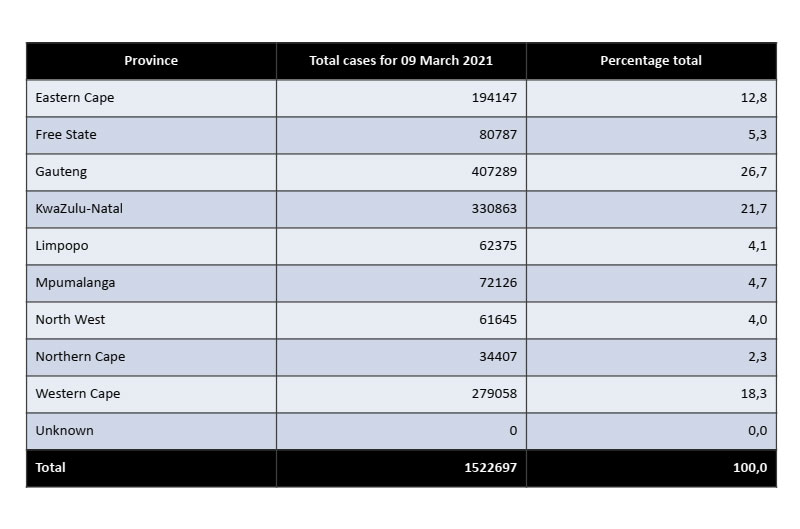 Province Total cases for 09 March 2021 Percentage total
Eastern Cape 194147 12,8
Free State 80787 5,3
Gauteng 407289 26,7
KwaZulu-Natal 330863 21,7
Limpopo 62375 4,1
Mpumalanga 72126 4,7
North West 61645 4,0
Northern Cape 34407 2,3
Western Cape 279058 18,3
Unknown 0 0,0
Total 1522697 100,0